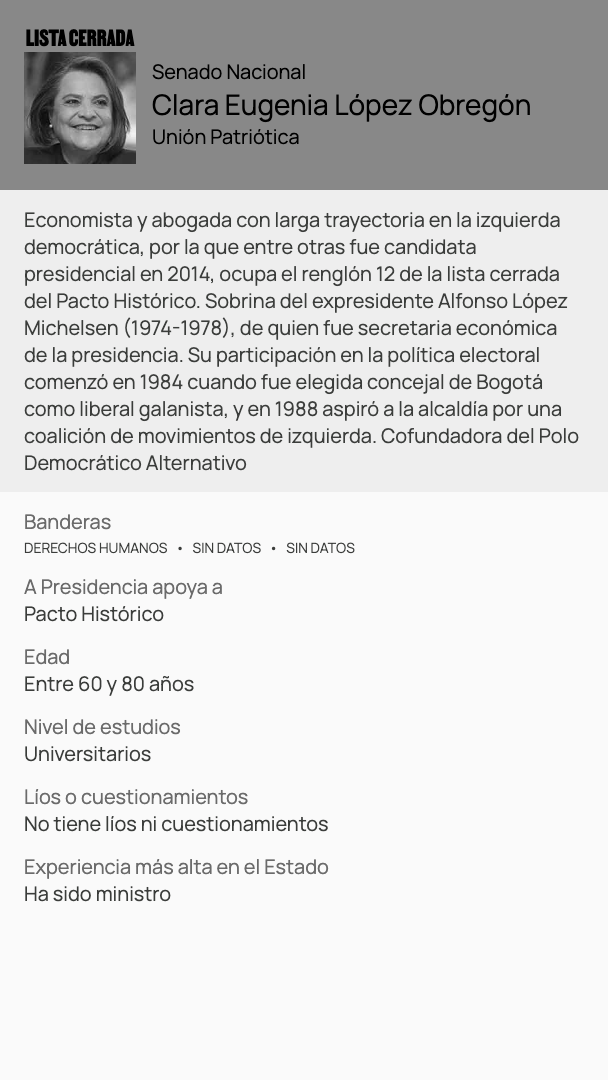 LISTA CERRADA
Senado Nacional
Clara Eugenia López Obregón
Unión Patriótica
Economista y abogada con larga trayectoria en la izquierda
democrática, por la que entre otras fue candidata
presidencial en 2014, ocupa el renglón 12 de la lista cerrada
del Pacto Histórico. Sobrina del expresidente Alfonso López
Michelsen (1974-1978), de quien fue secretaria económica
de la presidencia. Su participación en la política electoral
comenzó en 1984 cuando fue elegida concejal de Bogotá
como liberal galanista, y en 1988 aspiró a la alcaldía por una
coalición de movimientos de izquierda. Cofundadora del Polo
Democrático Alternativo
Banderas
DERECHOS HUMANOS • SIN DATOS • SIN DATOS
A Presidencia apoya a
Pacto Histórico
Edad
Entre 60 y 80 años
Nivel de estudios
Universitarios
Líos o cuestionamientos
No tiene líos ni cuestionamientos
Experiencia más alta en el Estado
Ha sido ministro